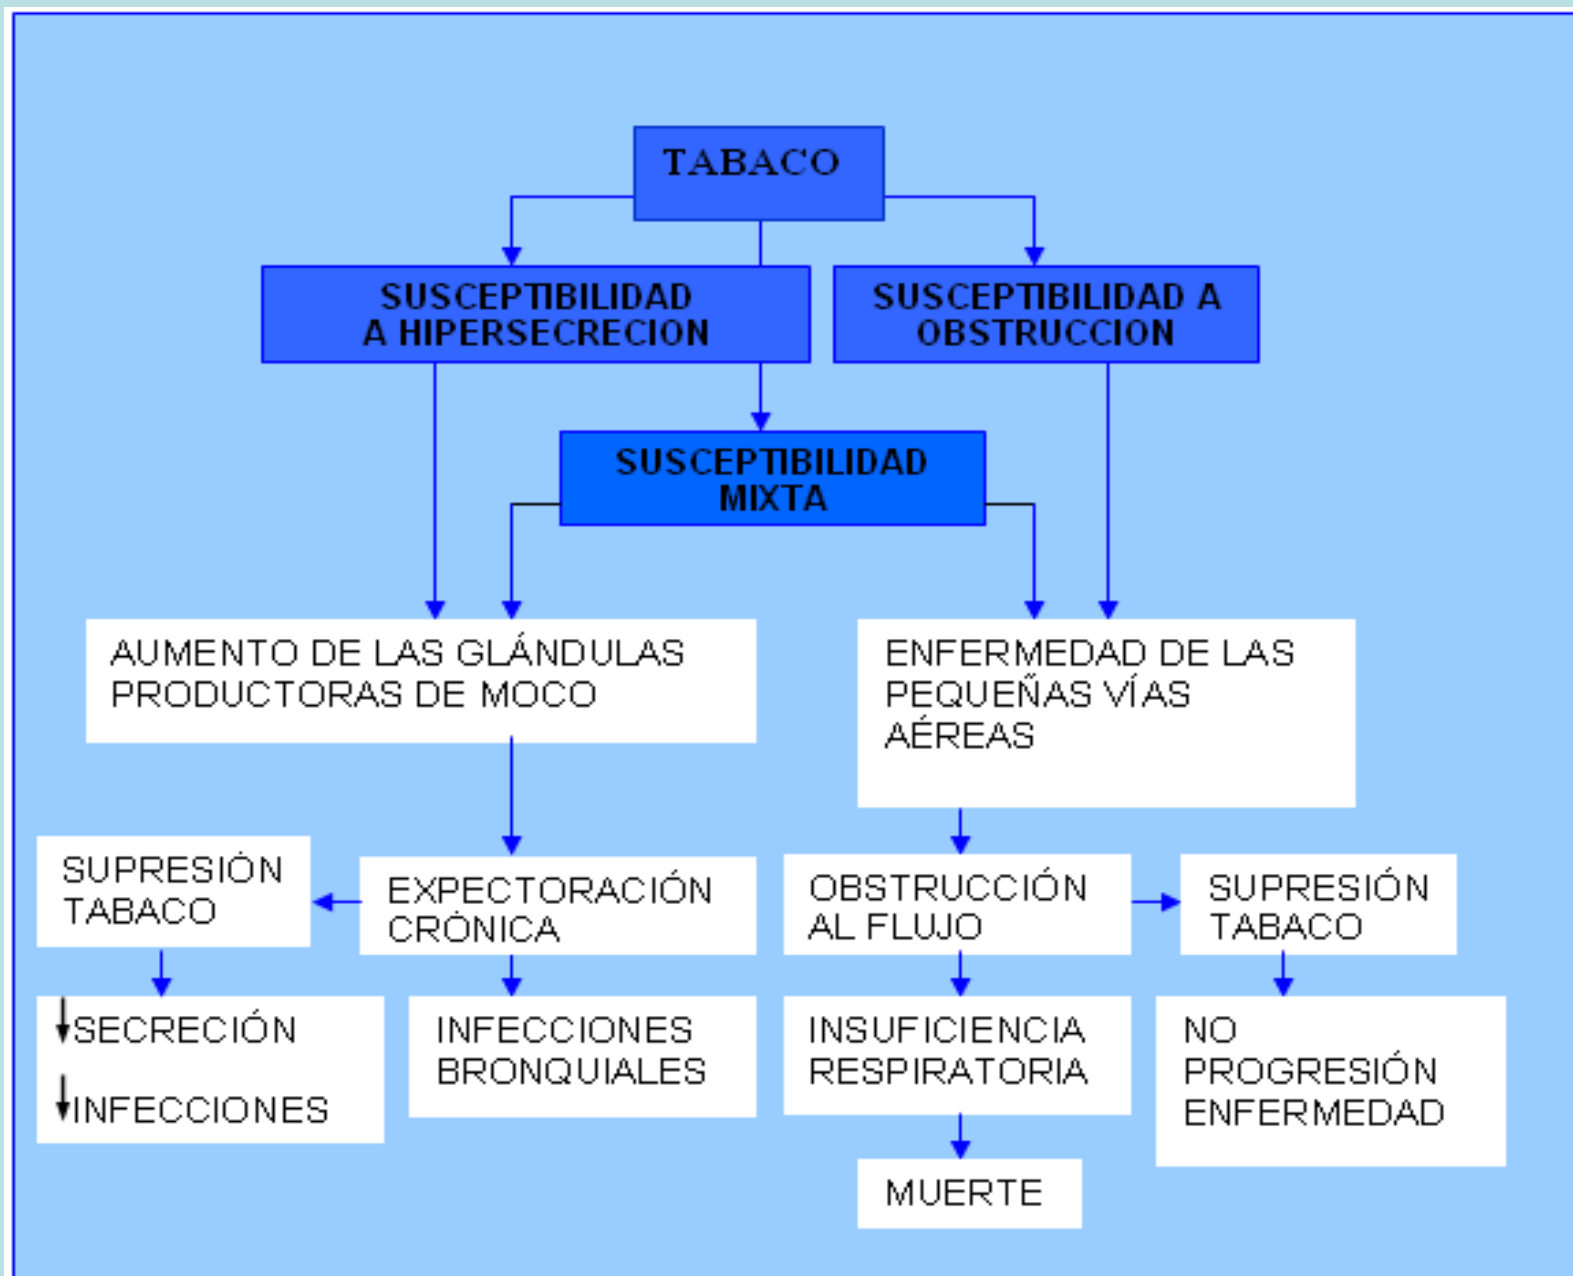 TABACO
SUSCEPTIBILIDAD
A HIPERSECRECION
SUSCEPTIBILIDAD A
OBSTRUCCION
SUSCEPTIBILIDAD
MIXTA
AUMENTO DE LAS GLÁNDULAS
PRODUCTORAS DE MOCO
ENFERMEDAD DE LAS
PEQUEÑAS VÍAS
AÉREAS
SUPRESIÓN
TABACO
EXPECTORACIÓN
CRÓNICA
OBSTRUCCIÓN
AL FLUJO
SUPRESIÓN
TABACO
SECRECIÓN
INFECCIONES
INFECCIONES
BRONQUIALES
INSUFICIENCIA
RESPIRATORIA
NO
PROGRESIÓN
ENFERMEDAD
MUERTE